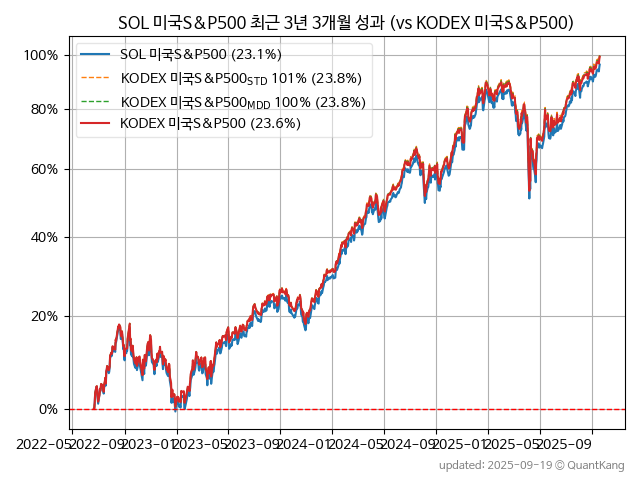 SOL 미국S&P500 최근 3년 3개월 성과 (vs KODEX 미국S&P500)
SOL 미국S&P500 (23.1%)
KODEX 미국S&P500STD 101% (23.8%)
KODEX 미국S&P500MDD 100% (23.8%)
KODEX 미국S&P500 (23.6%)
100%
80%
60%
40%
20%
0%
2022-05 2022-09 2023-01 2023-05 2023-09 2024-01 2024-05 2024-09 2025-01 2025-05 2025-09
updated: 2025-09-19 © QuantKang